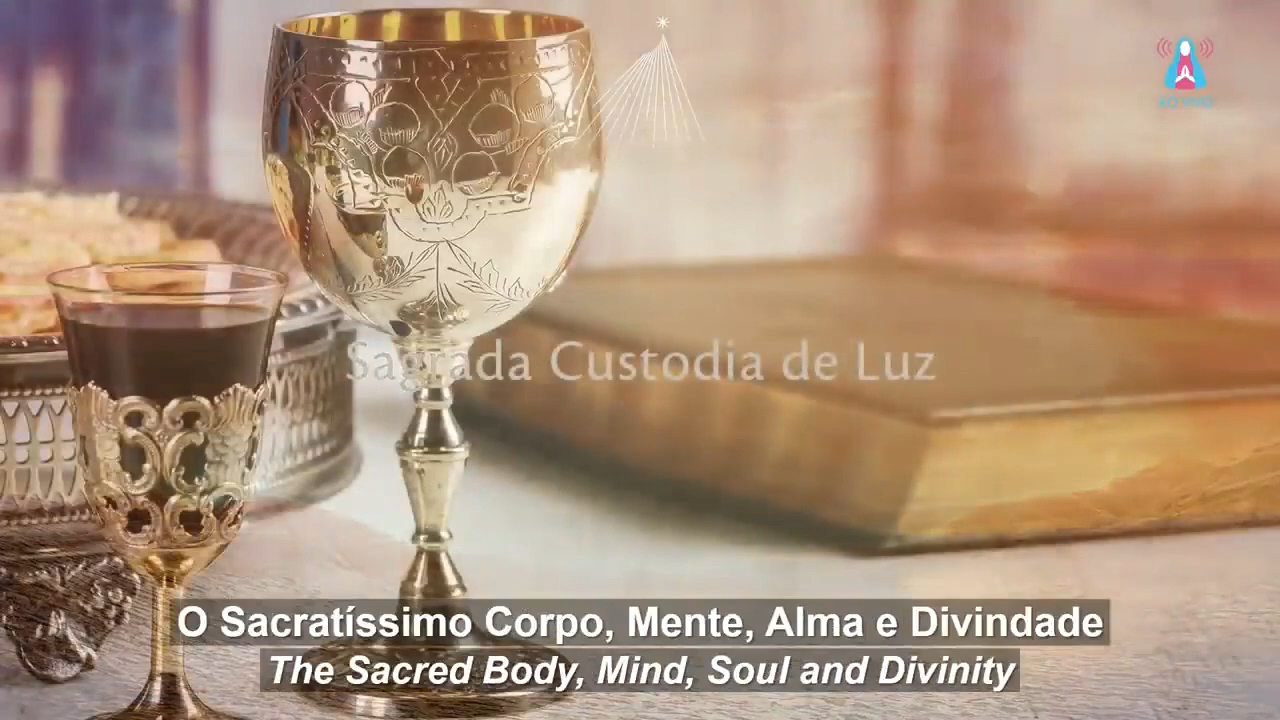 Sagrada Custodia de Luz
O Sacratíssimo Corpo, Mente, Alma e Divindade
The Sacred Body, Mind, Soul and Divinity